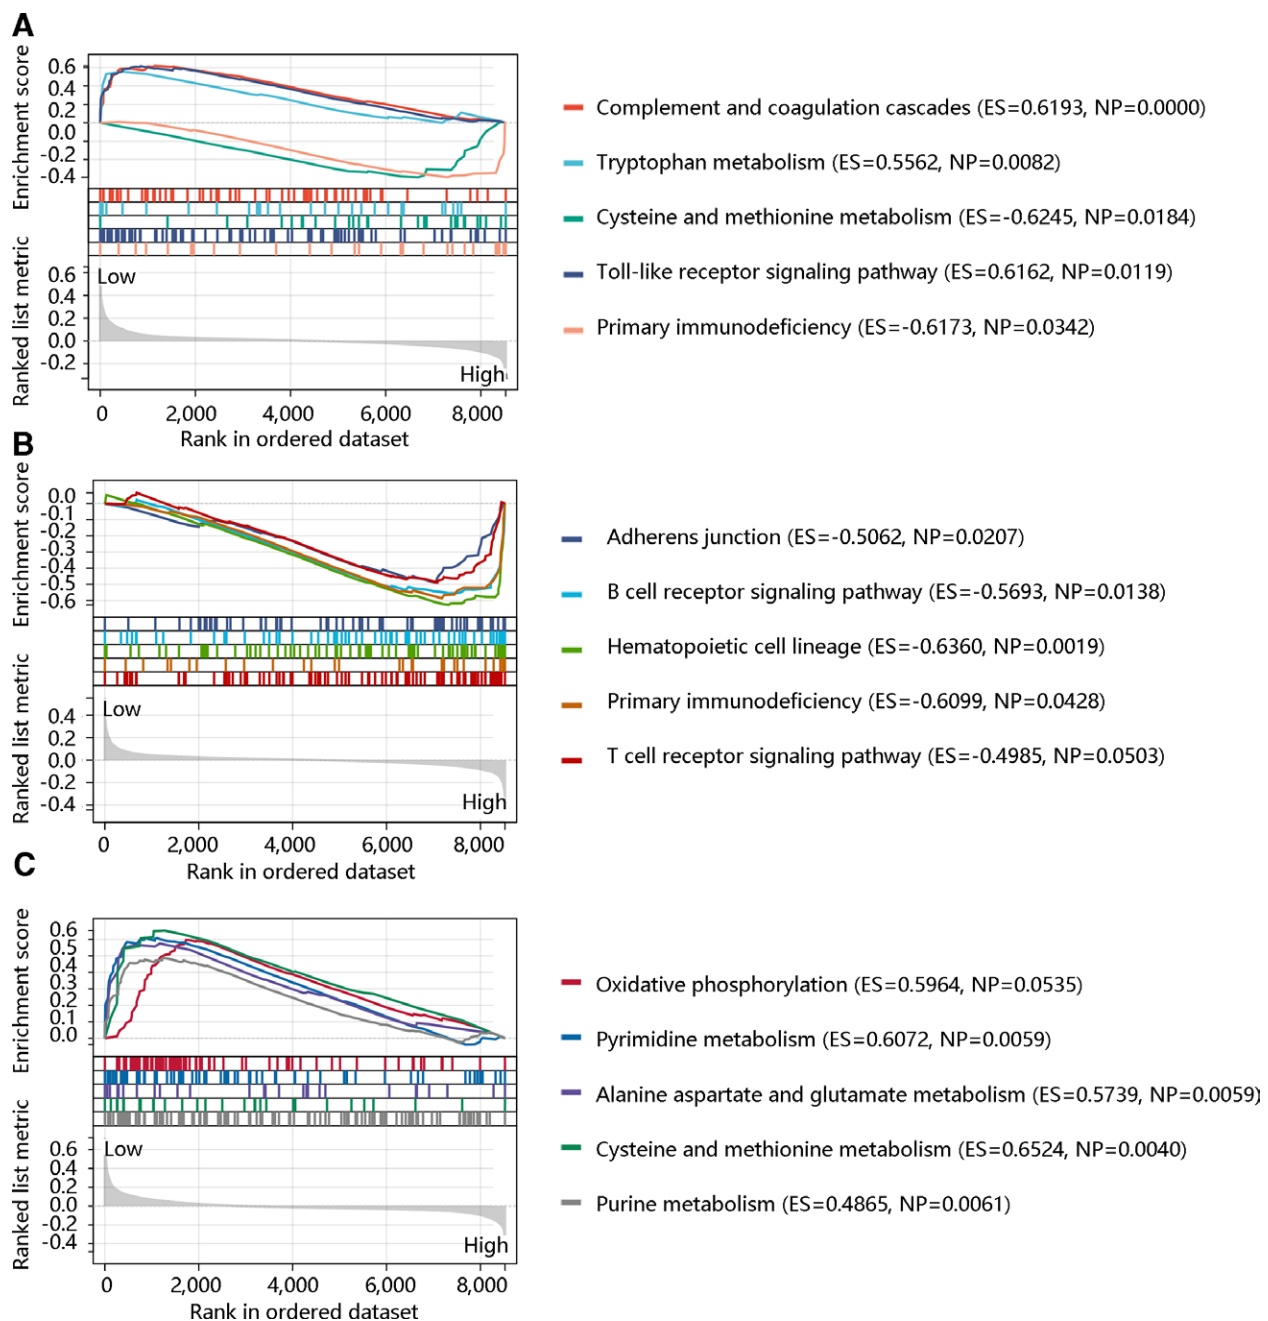 A
Enrichment score
0.6
0.4
0.2
0.0
-0.2
-0.4
Complement and coagulation cascades (ES=0.6193, NP=0.0000)
Tryptophan metabolism (ES=0.5562, NP=0.0082)
Cysteine and methionine metabolism (ES=-0.6245, NP=0.0184)
Toll-like receptor signaling pathway (ES=0.6162, NP=0.0119)
Primary immunodeficiency (ES=-0.6173, NP=0.0342)
Ranked list metric
0.6
0.4
0.2
0.0
-0.2
Low
High
0 2,000 4,000 6,000 8,000
Rank in ordered dataset
B
Enrichment score
0.0
-0.1
-0.2
-0.3
-0.4
-0.5
-0.6
Adherens junction (ES=-0.5062, NP=0.0207)
B cell receptor signaling pathway (ES=-0.5693, NP=0.0138)
Hematopoietic cell lineage (ES=-0.6360, NP=0.0019)
Primary immunodeficiency (ES=-0.6099, NP=0.0428)
T cell receptor signaling pathway (ES=-0.4985, NP=0.0503)
Ranked list metric
0.4
0.2
0.0
-0.2
-0.4
Low
High
0 2,000 4,000 6,000 8,000
Rank in ordered dataset
C
Enrichment score
0.6
0.5
0.4
0.3
0.2
0.1
0.0
Oxidative phosphorylation (ES=0.5964, NP=0.0535)
Pyrimidine metabolism (ES=0.6072, NP=0.0059)
Alanine aspartate and glutamate metabolism (ES=0.5739, NP=0.0059)
Cysteine and methionine metabolism (ES=0.6524, NP=0.0040)
Purine metabolism (ES=0.4865, NP=0.0061)
Ranked list metric
0.6
0.4
0.2
0.0
-0.2
-0.4
Low
High
0 2,000 4,000 6,000 8,000
Rank in ordered dataset